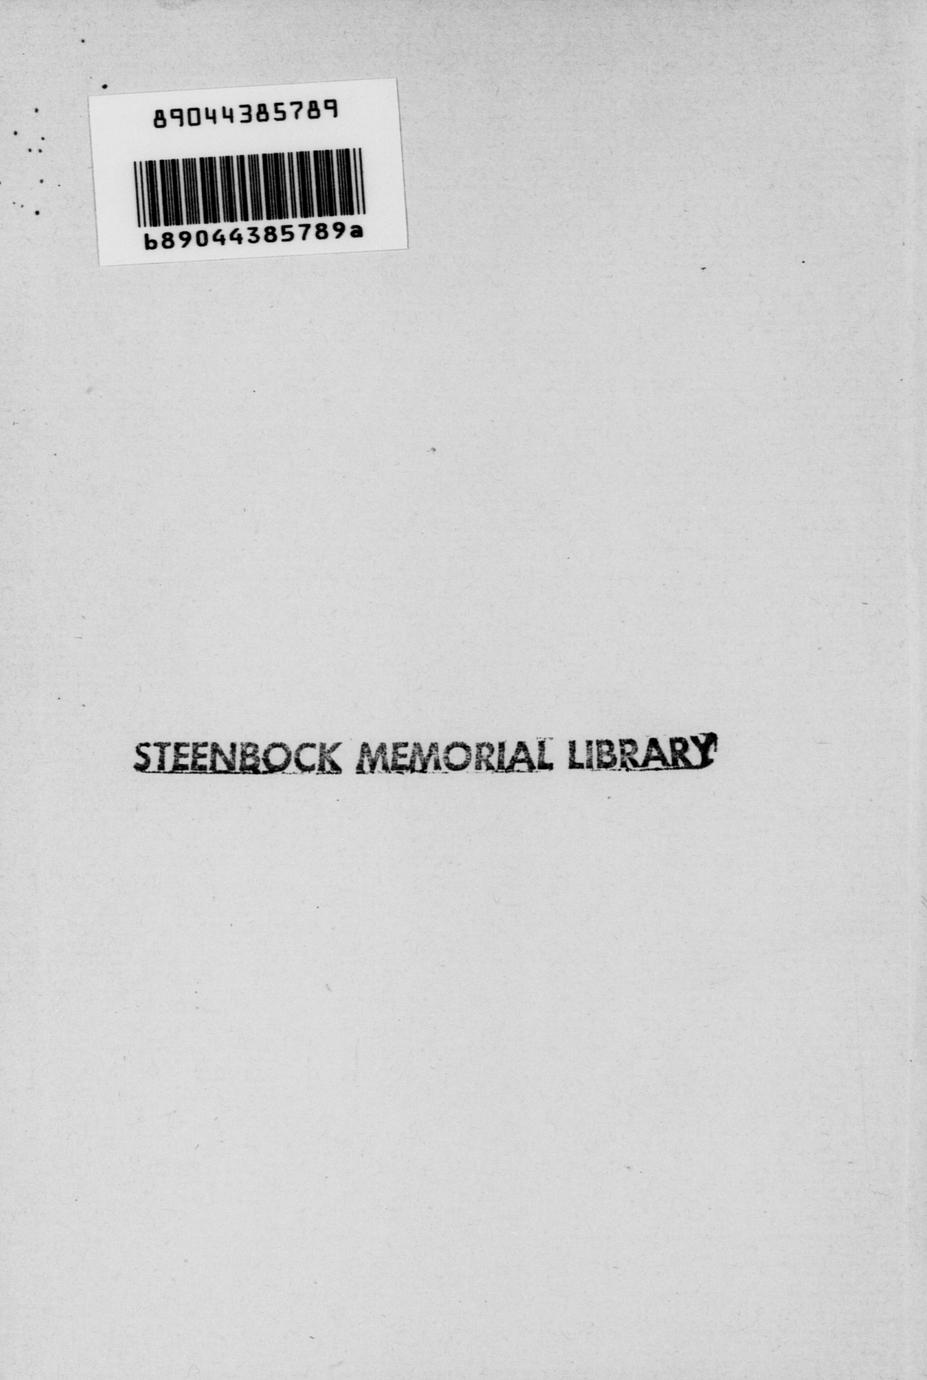 89044385789
b89044385789a
STEENBOCK MEMORIAL LIBRARY